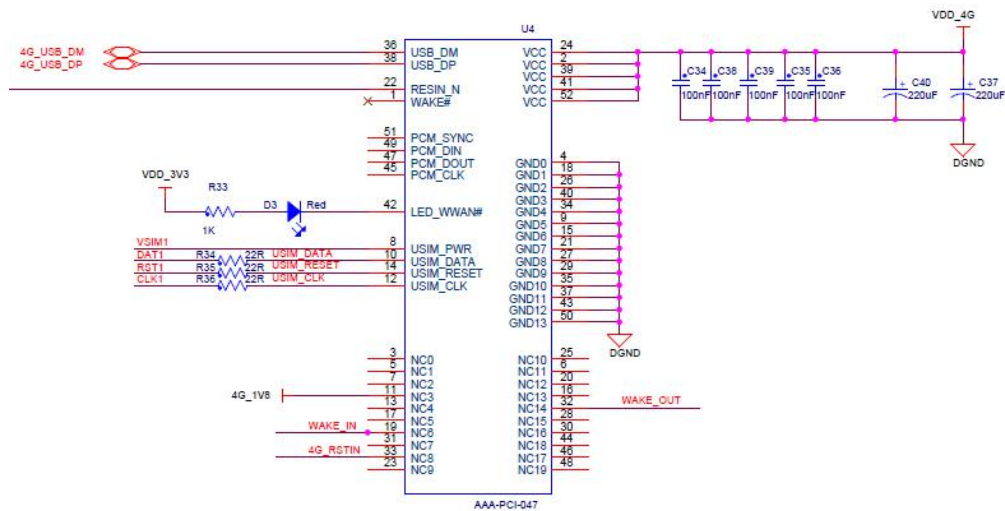 U4
VDD_4G
4G_USB_DM 36 USB_DM VCC 24
4G_USB_DP 38 USB_DP VCC 2
VCC 39
22 RESIN_N VCC 41
1 WAKE# VCC 52
C34 C38 C39 C35 C36 C40 C37
100nF 100nF 100nF 100nF 100nF 220uF 220uF
DGND
51 PCM_SYNC
49 PCM_DIN
47 PCM_DOUT
45 PCM_CLK
VDD_3V3
R33
1K
D3 Red
42 LED_WWAN#
VSIM1 8 USIM_PWR
DAT1 R34 22R USIM_DATA 10 USIM_DATA
RST1 R35 22R USIM_RESET 14 USIM_RESET
CLK1 R36 22R USIM_CLK 12 USIM_CLK
GND0 4
GND1 18
GND2 26
GND3 40
GND4 34
GND5 9
GND6 15
GND7 21
GND8 27
GND9 29
GND10 35
GND11 37
GND12 43
GND13 50
DGND
3 NC0
5 NC1
7 NC2
4G_1V8 11 NC3
13 NC4
17 NC5
WAKE_IN 19 NC6
31 NC7
4G_RSTIN 33 NC8
23 NC9
NC10 25
NC11 6
NC12 20
NC13 16
NC14 32 WAKE_OUT
NC15 28
NC16 30
NC18 44
NC17 46
NC19 48
AAA-PCI-047